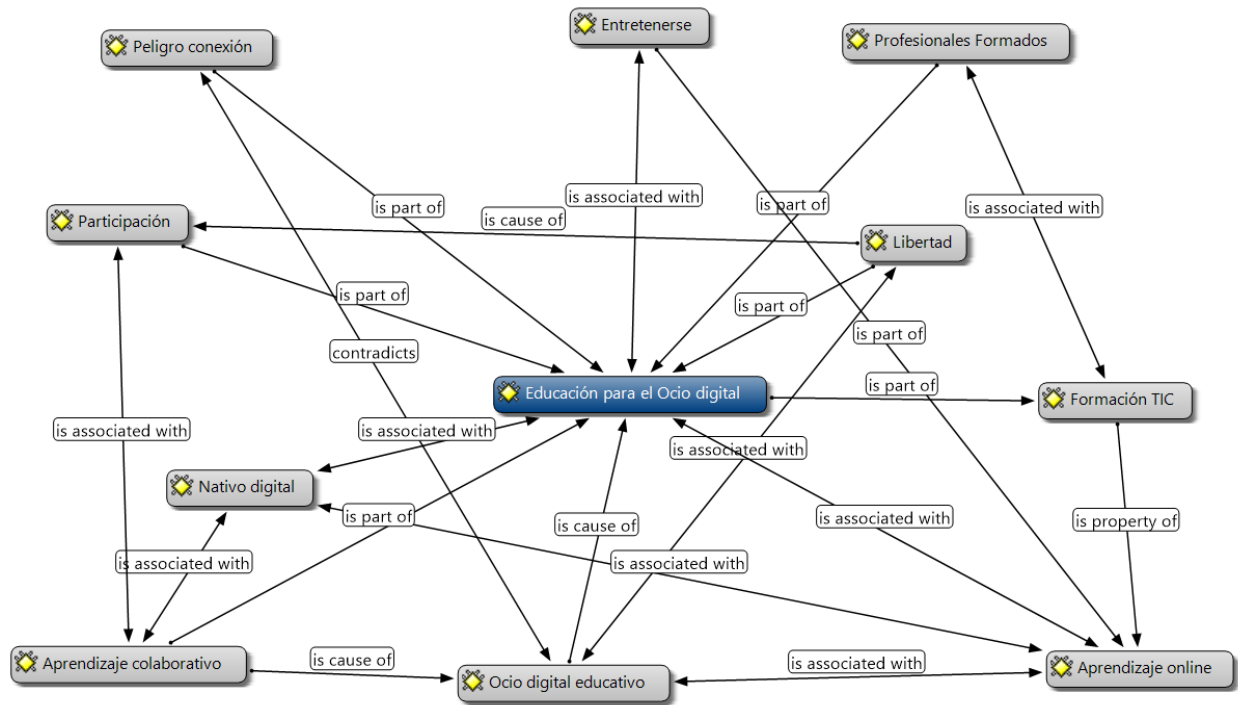 Entretenerse
Peligro conexión
Profesionales Formados
is associated with
is part of
is part of
is associated with
Participación
is cause of
Libertad
is part of
is part of
contradicts
is part of
Educación para el Ocio digital
is part of
Formación TIC
is associated with
is associated with
is associated with
Nativo digital
is part of
is cause of
is associated with
is property of
is associated with
is associated with
Aprendizaje colaborativo
is cause of
Ocio digital educativo
is associated with
Aprendizaje online